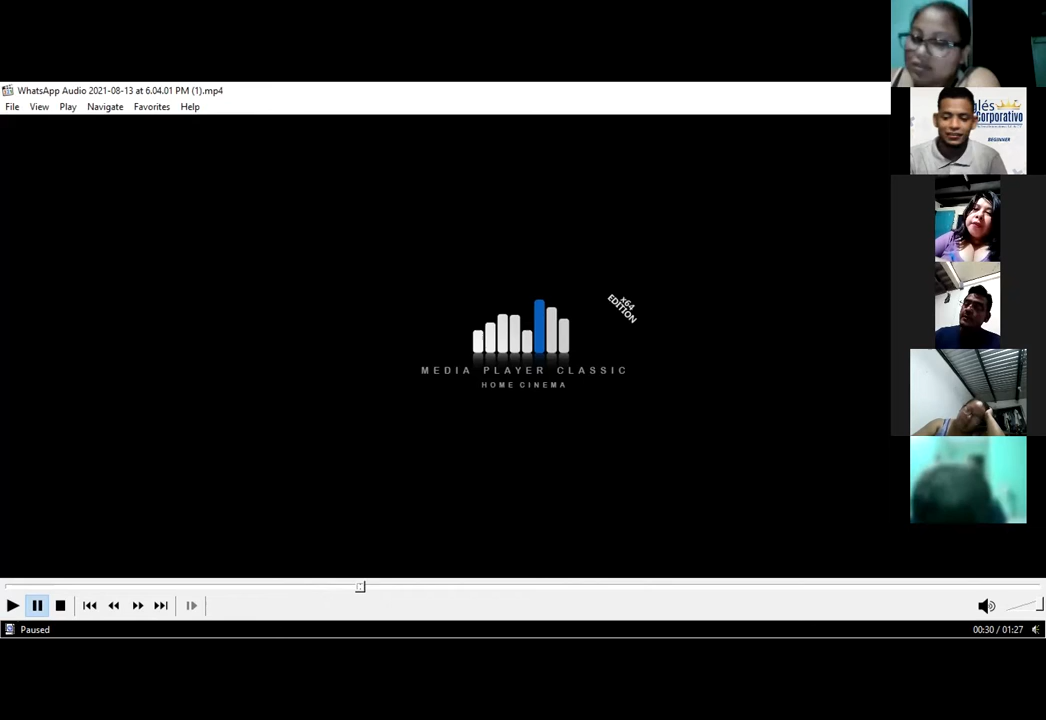 WhatsApp Audio 2021-08-13 at 6.04.01 PM (1).mp4
File View Play Navigate Favorites Help
lés
Corporativo
BEGINNER
x64
EDITION
MEDIA PLAYER CLASSIC
HOME CINEMA
Paused
00:30 / 01:27